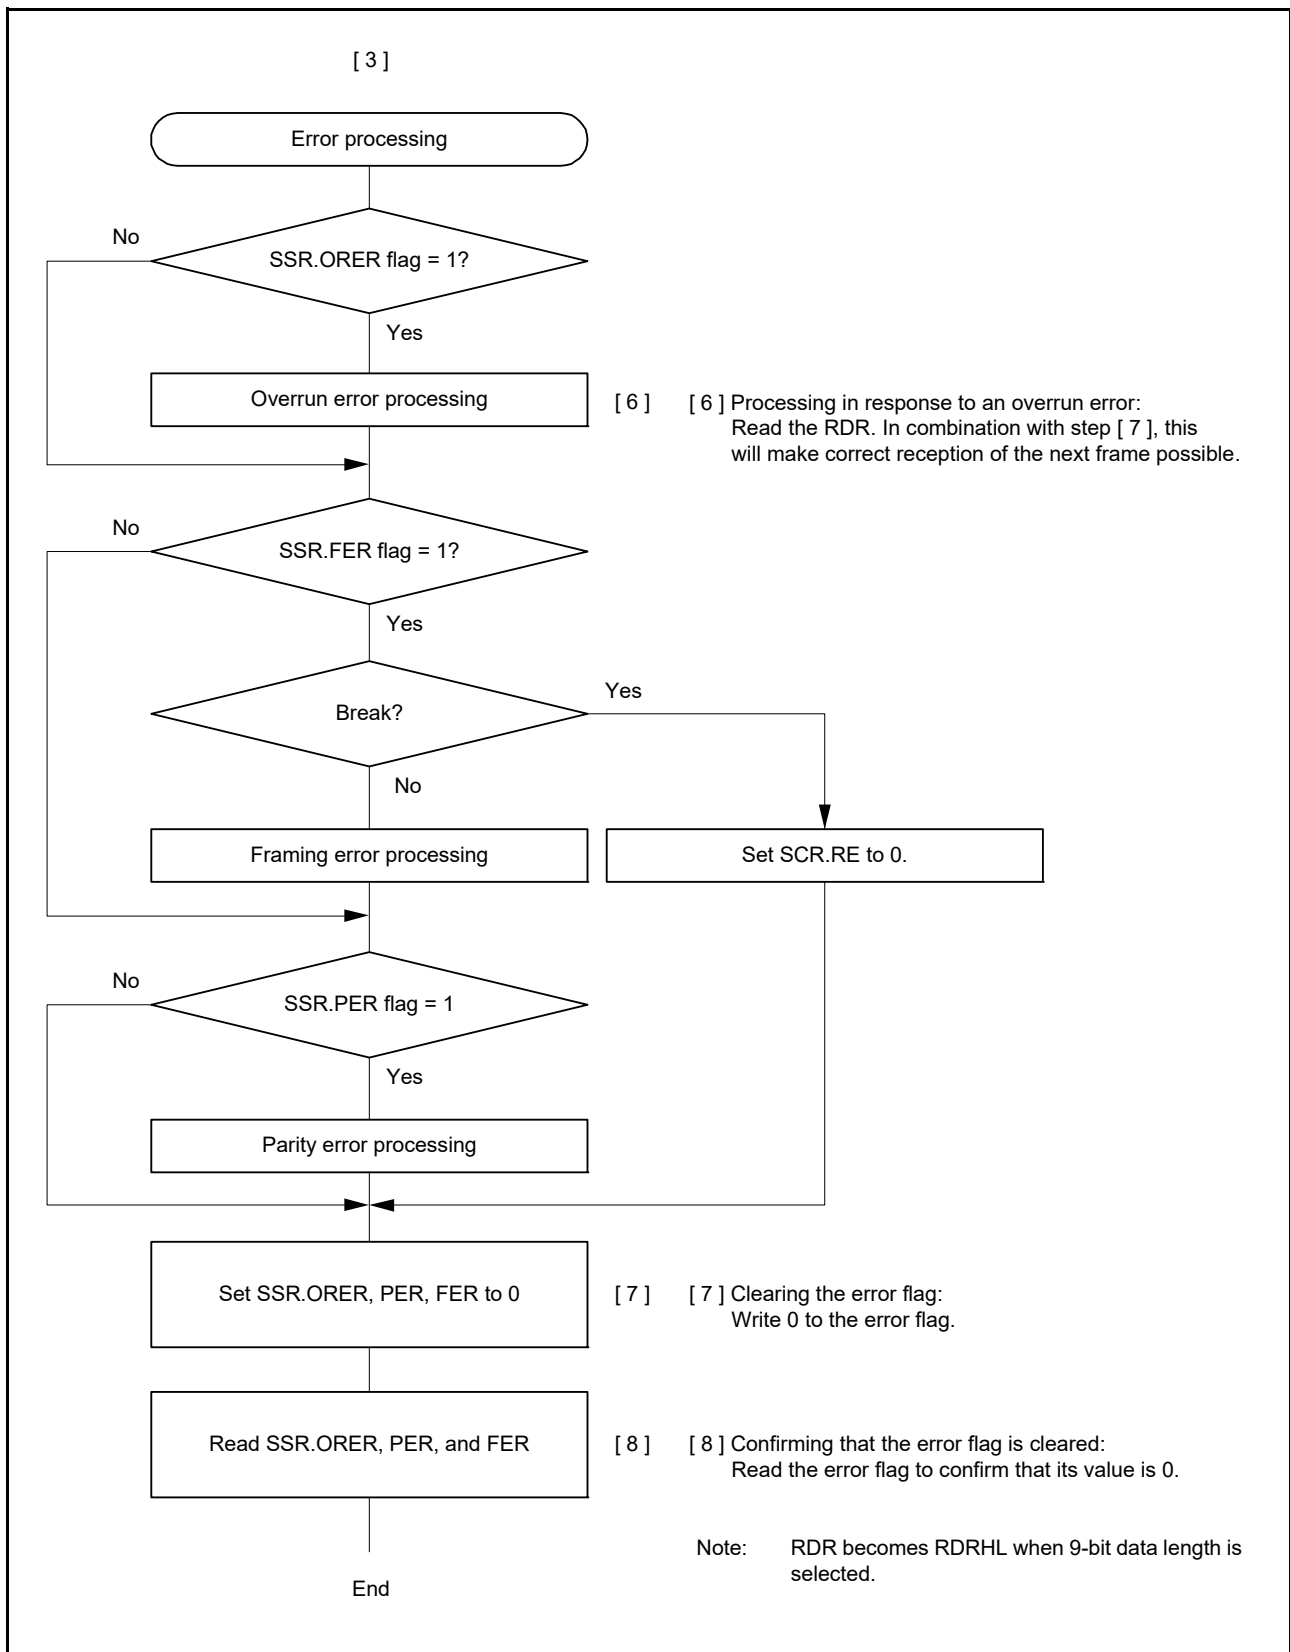 [ 3 ]
Error processing
No
SSR.ORER flag = 1?
Yes
Overrun error processing
[ 6 ]
[ 6 ] Processing in response to an overrun error:
Read the RDR. In combination with step [ 7 ], this
will make correct reception of the next frame possible.
No
SSR.FER flag = 1?
Yes
Break?
Yes
No
Framing error processing
Set SCR.RE to 0.
No
SSR.PER flag = 1
Yes
Parity error processing
Set SSR.ORER, PER, FER to 0
[ 7 ]
[ 7 ] Clearing the error flag:
Write 0 to the error flag.
Read SSR.ORER, PER, and FER
[ 8 ]
[ 8 ] Confirming that the error flag is cleared:
Read the error flag to confirm that its value is 0.
Note: RDR becomes RDRHL when 9-bit data length is
selected.
End